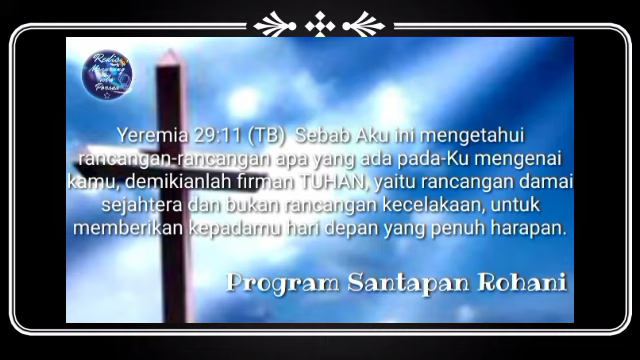 Yeremia 29:11 (TB) Sebab Aku ini mengetahui
rancangan-rancangan apa yang ada pada-Ku mengenai
kamu, demikianlah firman TUHAN, yaitu rancangan damai
sejahtera dan bukan rancangan kecelakaan, untuk
memberikan kepadamu hari depan yang penuh harapan.
Program Santapan Rohani